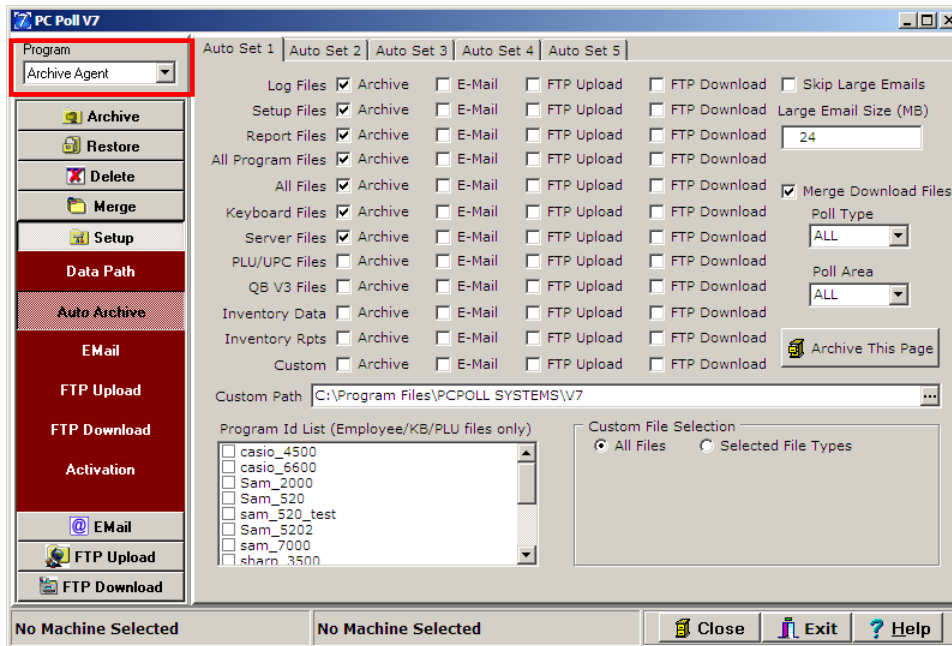 PC Poll V7
Program
Archive Agent
Archive
Restore
Delete
Merge
Setup
Data Path
Auto Archive
EMail
FTP Upload
FTP Download
Activation
EMail
FTP Upload
FTP Download
Auto Set 1 Auto Set 2 Auto Set 3 Auto Set 4 Auto Set 5
Log Files Archive E-Mail FTP Upload FTP Download Skip Large Emails
Setup Files Archive E-Mail FTP Upload FTP Download Large Email Size (MB)
Report Files Archive E-Mail FTP Upload FTP Download 24
All Program Files Archive E-Mail FTP Upload FTP Download
All Files Archive E-Mail FTP Upload FTP Download Merge Download Files
Keyboard Files Archive E-Mail FTP Upload FTP Download Poll Type
Server Files Archive E-Mail FTP Upload FTP Download ALL
PLU/UPC Files Archive E-Mail FTP Upload FTP Download Poll Area
QB V3 Files Archive E-Mail FTP Upload FTP Download ALL
Inventory Data Archive E-Mail FTP Upload FTP Download
Inventory Rpts Archive E-Mail FTP Upload FTP Download Archive This Page
Custom Archive E-Mail FTP Upload FTP Download
Custom Path C:\Program Files\PCPOLL SYSTEMS\V7 ...
Program Id List (Employee/KB/PLU files only)
casio_4500
casio_6600
Sam_2000
Sam_520
sam_520_test
Sam_5202
sam_7000
sharp_3500
Custom File Selection
All Files Selected File Types
No Machine Selected No Machine Selected Close Exit ? Help